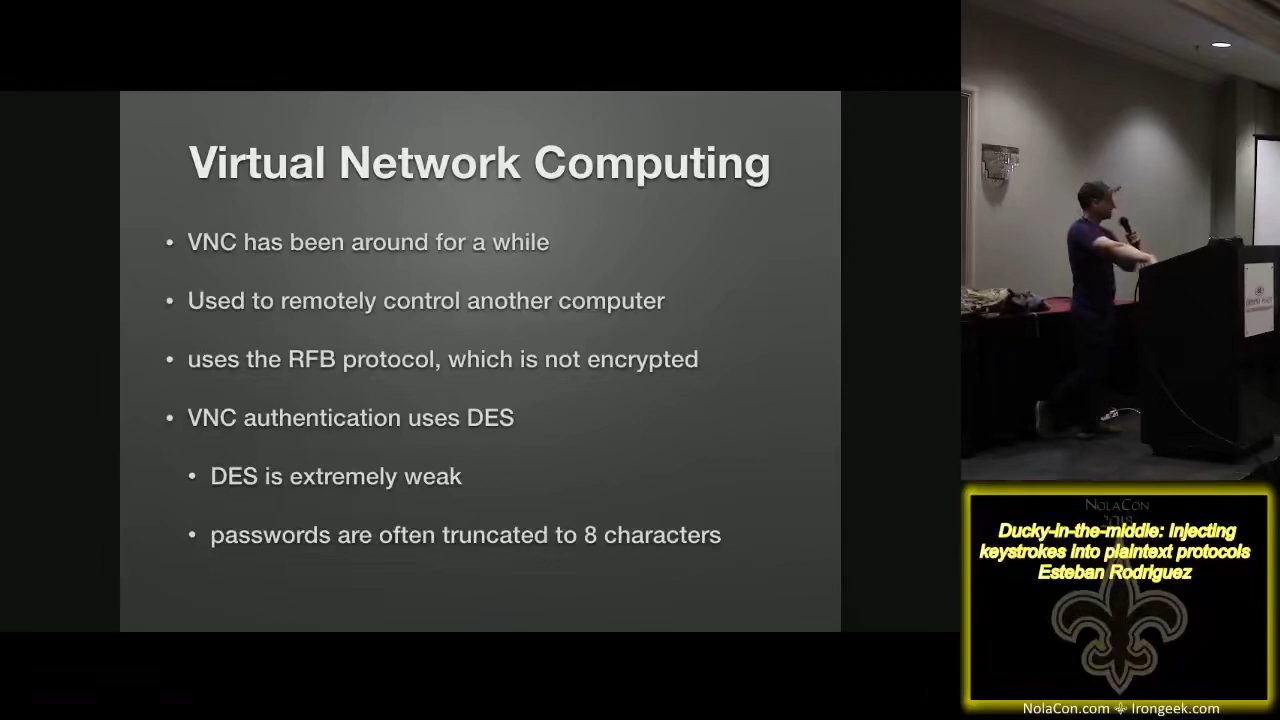 Virtual Network Computing
• VNC has been around for a while
• Used to remotely control another computer
• uses the RFB protocol, which is not encrypted
• VNC authentication uses DES
• DES is extremely weak
• passwords are often truncated to 8 characters
NOLACON
2018
Ducky-in-the-middle: Injecting
keystrokes into plaintext protocols
Esteban Rodriguez
NolaCon.com ⚜ Irongeek.com